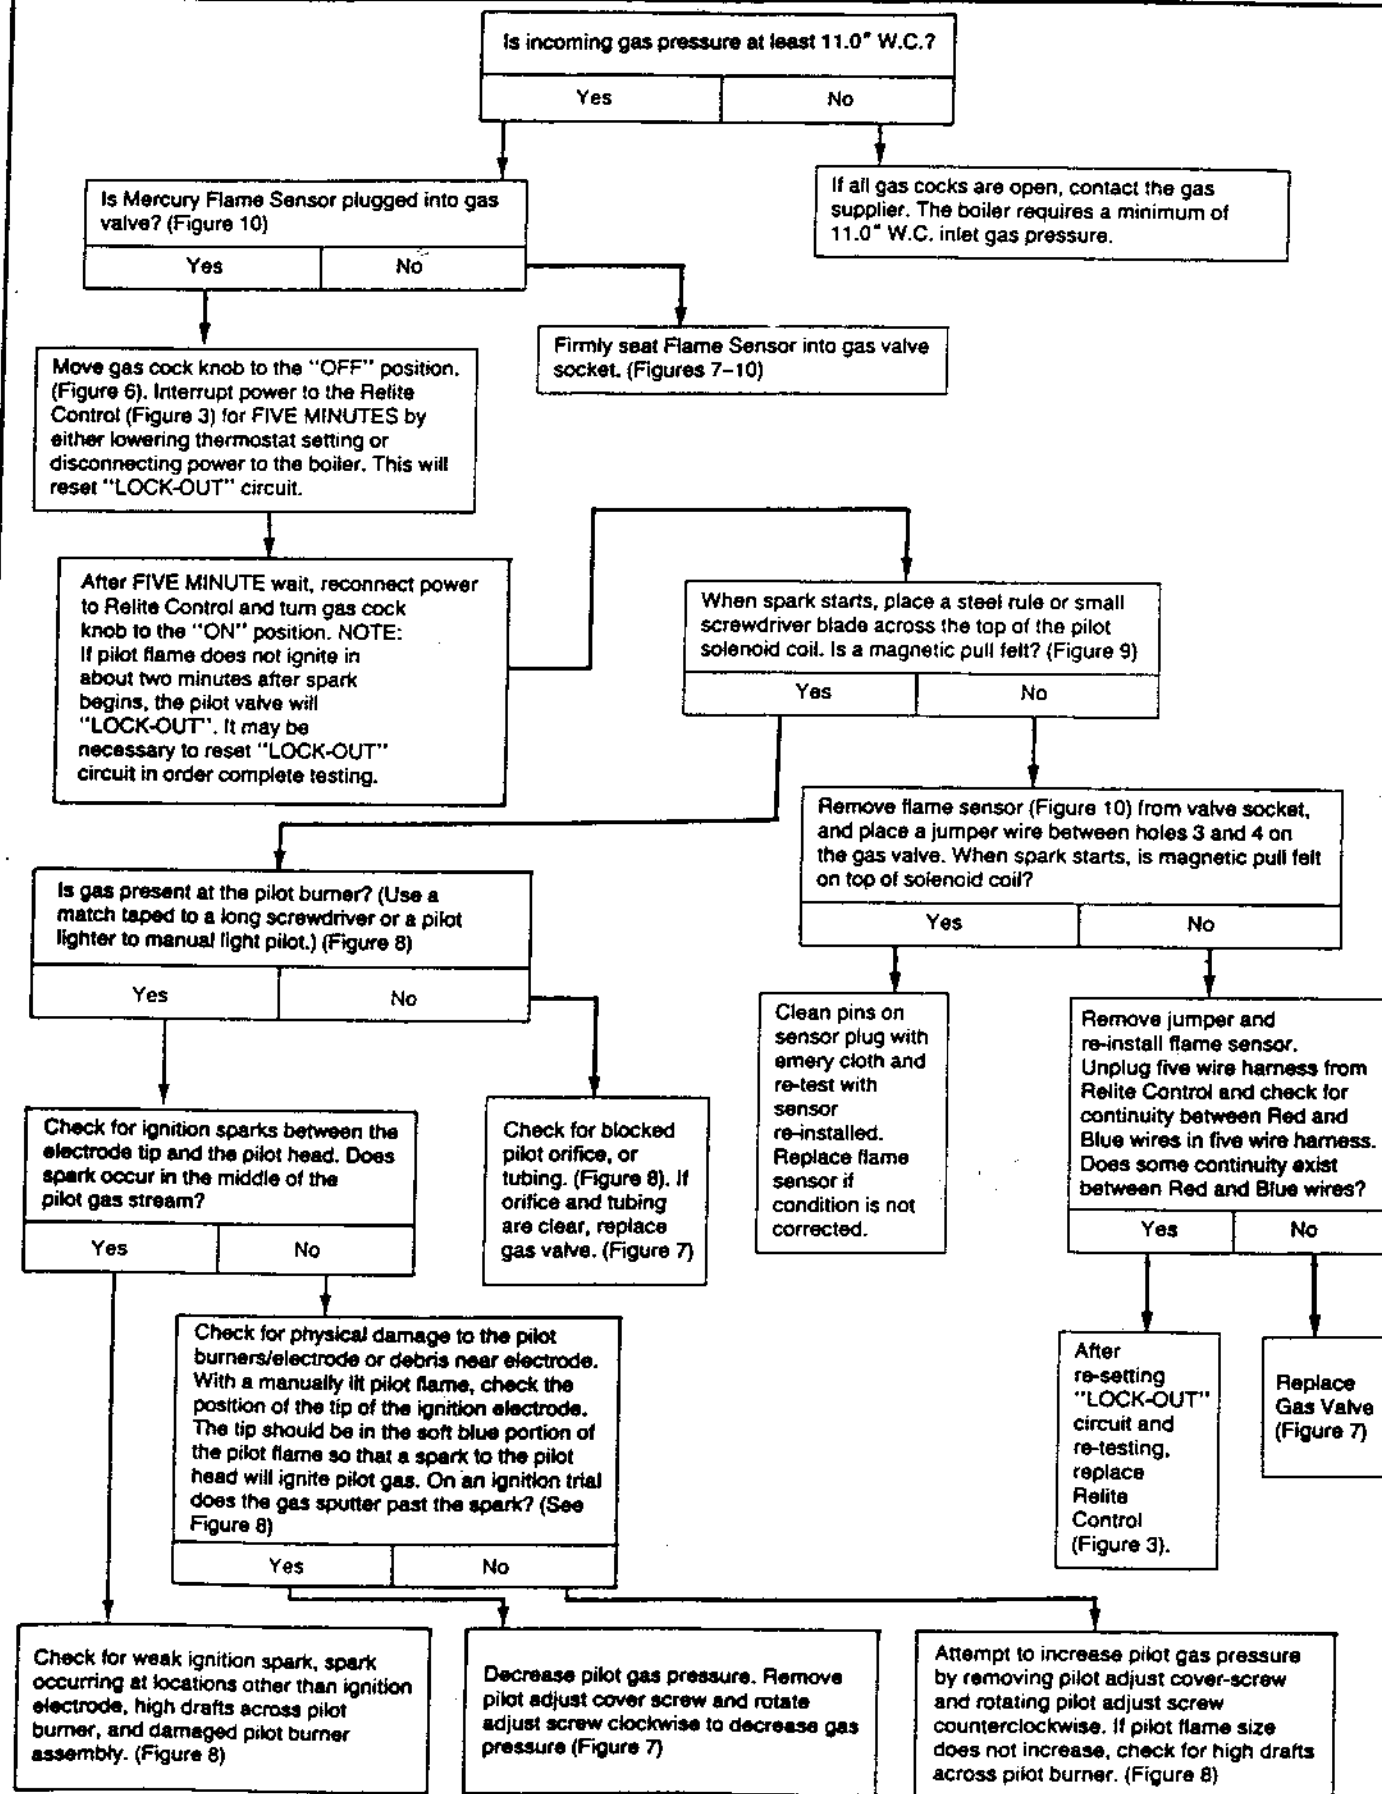 Is incoming gas pressure at least 11.0" W.C.?
Yes
No
Is Mercury Flame Sensor plugged into gas
valve? (Figure 10)
Yes
No
If all gas cocks are open, contact the gas
supplier. The boiler requires a minimum of
11.0" W.C. inlet gas pressure.
Firmly seat Flame Sensor into gas valve
socket. (Figures 7–10)
Move gas cock knob to the "OFF" position.
(Figure 6). Interrupt power to the Relite
Control (Figure 3) for FIVE MINUTES by
either lowering thermostat setting or
disconnecting power to the boiler. This will
reset "LOCK-OUT" circuit.
After FIVE MINUTE wait, reconnect power
to Relite Control and turn gas cock
knob to the "ON" position. NOTE:
If pilot flame does not ignite in
about two minutes after spark
begins, the pilot valve will
"LOCK-OUT". It may be
necessary to reset "LOCK-OUT"
circuit in order complete testing.
When spark starts, place a steel rule or small
screwdriver blade across the top of the pilot
solenoid coil. Is a magnetic pull felt? (Figure 9)
Yes
No
Remove flame sensor (Figure 10) from valve socket,
and place a jumper wire between holes 3 and 4 on
the gas valve. When spark starts, is magnetic pull felt
on top of solenoid coil?
Yes
No
Is gas present at the pilot burner? (Use a
match taped to a long screwdriver or a pilot
lighter to manual light pilot.) (Figure 8)
Yes
No
Clean pins on
sensor plug with
emery cloth and
re-test with
sensor
re-installed.
Replace flame
sensor if
condition is not
corrected.
Remove jumper and
re-install flame sensor.
Unplug five wire harness from
Relite Control and check for
continuity between Red and
Blue wires in five wire harness.
Does some continuity exist
between Red and Blue wires?
Yes
No
Check for ignition sparks between the
electrode tip and the pilot head. Does
spark occur in the middle of the
pilot gas stream?
Yes
No
Check for blocked
pilot orifice, or
tubing. (Figure 8). If
orifice and tubing
are clear, replace
gas valve. (Figure 7)
Check for physical damage to the pilot
burners/electrode or debris near electrode.
With a manually lit pilot flame, check the
position of the tip of the ignition electrode.
The tip should be in the soft blue portion of
the pilot flame so that a spark to the pilot
head will ignite pilot gas. On an ignition trial
does the gas sputter past the spark? (See
Figure 8)
Yes
No
After
re-setting
"LOCK-OUT"
circuit and
re-testing,
replace
Relite
Control
(Figure 3).
Replace
Gas Valve
(Figure 7)
Check for weak ignition spark, spark
occurring at locations other than ignition
electrode, high drafts across pilot
burner, and damaged pilot burner
assembly. (Figure 8)
Decrease pilot gas pressure. Remove
pilot adjust cover screw and rotate
adjust screw clockwise to decrease gas
pressure (Figure 7)
Attempt to increase pilot gas pressure
by removing pilot adjust cover-screw
and rotating pilot adjust screw
counterclockwise. If pilot flame size
does not increase, check for high drafts
across pilot burner. (Figure 8)